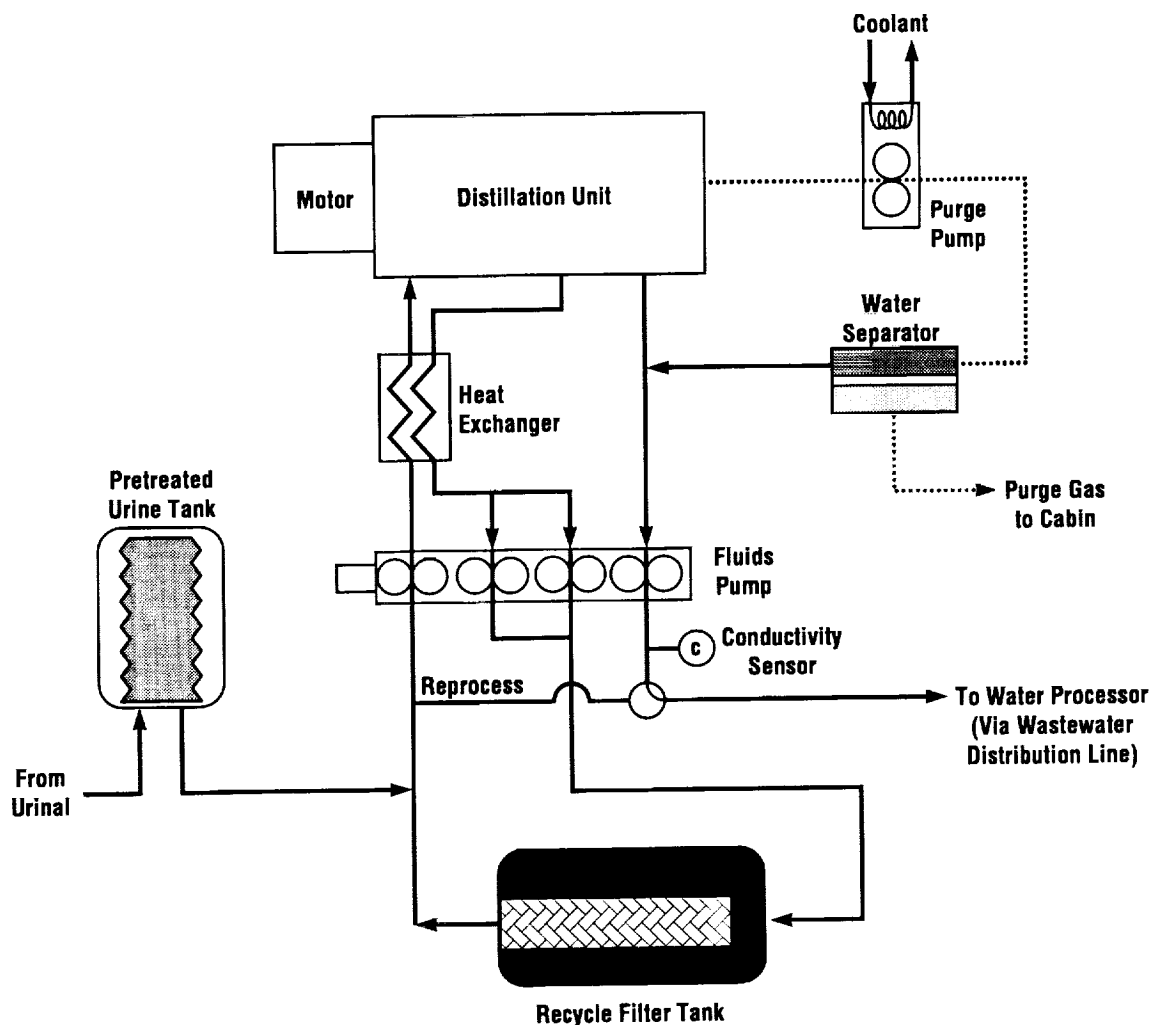 Coolant
Motor
Distillation Unit
Purge
Pump
Water
Separator
Heat
Exchanger
Purge Gas
to Cabin
Pretreated
Urine Tank
Fluids
Pump
C
Conductivity
Sensor
Reprocess
To Water Processor
(Via Wastewater
Distribution Line)
From
Urinal
Recycle Filter Tank